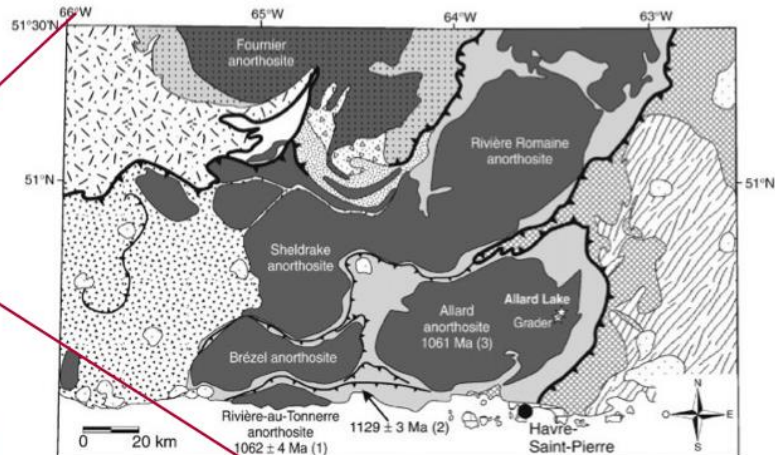 66°W
65°W
64°W
63°W
51°30'N
Fournier
anorthosite
Rivière Romaine
anorthosite
51°N
51°N
Sheldrake
anorthosite
Allard Lake
Allard
anorthosite
1061 Ma (3)
Grader
Brézel anorthosite
Rivière-au-Tonnerre
anorthosite
1062 ± 4 Ma (1)
1129 ± 3 Ma (2)
Havre-
Saint-Pierre
0 20 km
N
O E
S